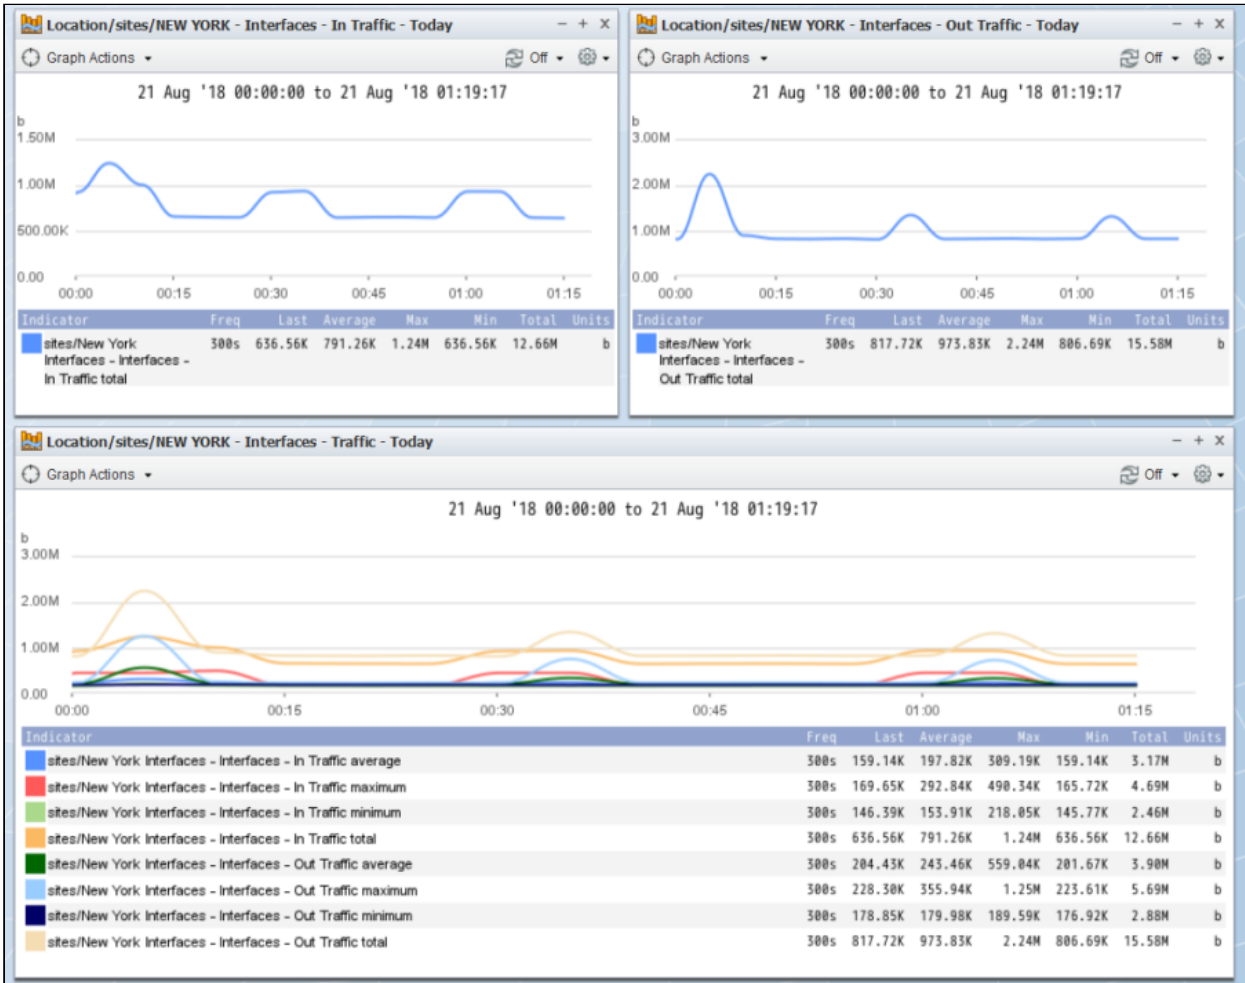 Location/sites/NEW YORK - Interfaces - In Traffic - Today
Graph Actions
Off
21 Aug '18 00:00:00 to 21 Aug '18 01:19:17
b
1.50M
1.00M
500.00K
0.00
00:00 00:15 00:30 00:45 01:00 01:15
Indicator Freq Last Average Max Min Total Units
sites/New York 300s 636.56K 791.26K 1.24M 636.56K 12.66M b
Interfaces - Interfaces -
In Traffic total
Location/sites/NEW YORK - Interfaces - Out Traffic - Today
Graph Actions
Off
21 Aug '18 00:00:00 to 21 Aug '18 01:19:17
b
3.00M
2.00M
1.00M
0.00
00:00 00:15 00:30 00:45 01:00 01:15
Indicator Freq Last Average Max Min Total Units
sites/New York 300s 817.72K 973.83K 2.24M 806.69K 15.58M b
Interfaces - Interfaces -
Out Traffic total
Location/sites/NEW YORK - Interfaces - Traffic - Today
Graph Actions
Off
21 Aug '18 00:00:00 to 21 Aug '18 01:19:17
b
3.00M
2.00M
1.00M
0.00
00:00 00:15 00:30 00:45 01:00 01:15
Indicator Freq Last Average Max Min Total Units
sites/New York Interfaces - Interfaces - In Traffic average 300s 159.14K 197.82K 309.19K 159.14K 3.17M b
sites/New York Interfaces - Interfaces - In Traffic maximum 300s 169.65K 292.84K 490.34K 165.72K 4.69M b
sites/New York Interfaces - Interfaces - In Traffic minimum 300s 146.39K 153.91K 218.05K 145.77K 2.46M b
sites/New York Interfaces - Interfaces - In Traffic total 300s 636.56K 791.26K 1.24M 636.56K 12.66M b
sites/New York Interfaces - Interfaces - Out Traffic average 300s 204.43K 243.46K 559.04K 201.67K 3.90M b
sites/New York Interfaces - Interfaces - Out Traffic maximum 300s 228.30K 355.94K 1.25M 223.61K 5.69M b
sites/New York Interfaces - Interfaces - Out Traffic minimum 300s 178.85K 179.98K 189.59K 176.92K 2.88M b
sites/New York Interfaces - Interfaces - Out Traffic total 300s 817.72K 973.83K 2.24M 806.69K 15.58M b